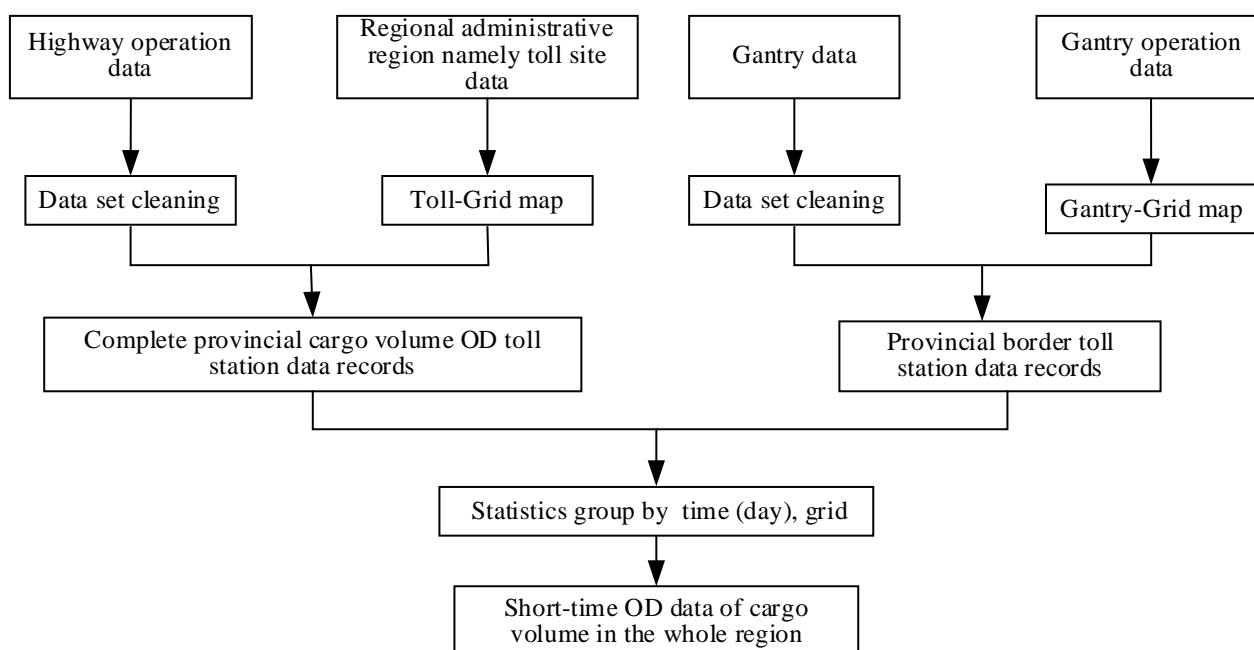 Highway operation
data
Regional administrative
region namely toll site
data
Gantry data
Gantry operation
data
Data set cleaning
Toll-Grid map
Data set cleaning
Gantry-Grid map
Complete provincial cargo volume OD toll
station data records
Provincial border toll
station data records
Statistics group by time (day), grid
Short-time OD data of cargo
volume in the whole region